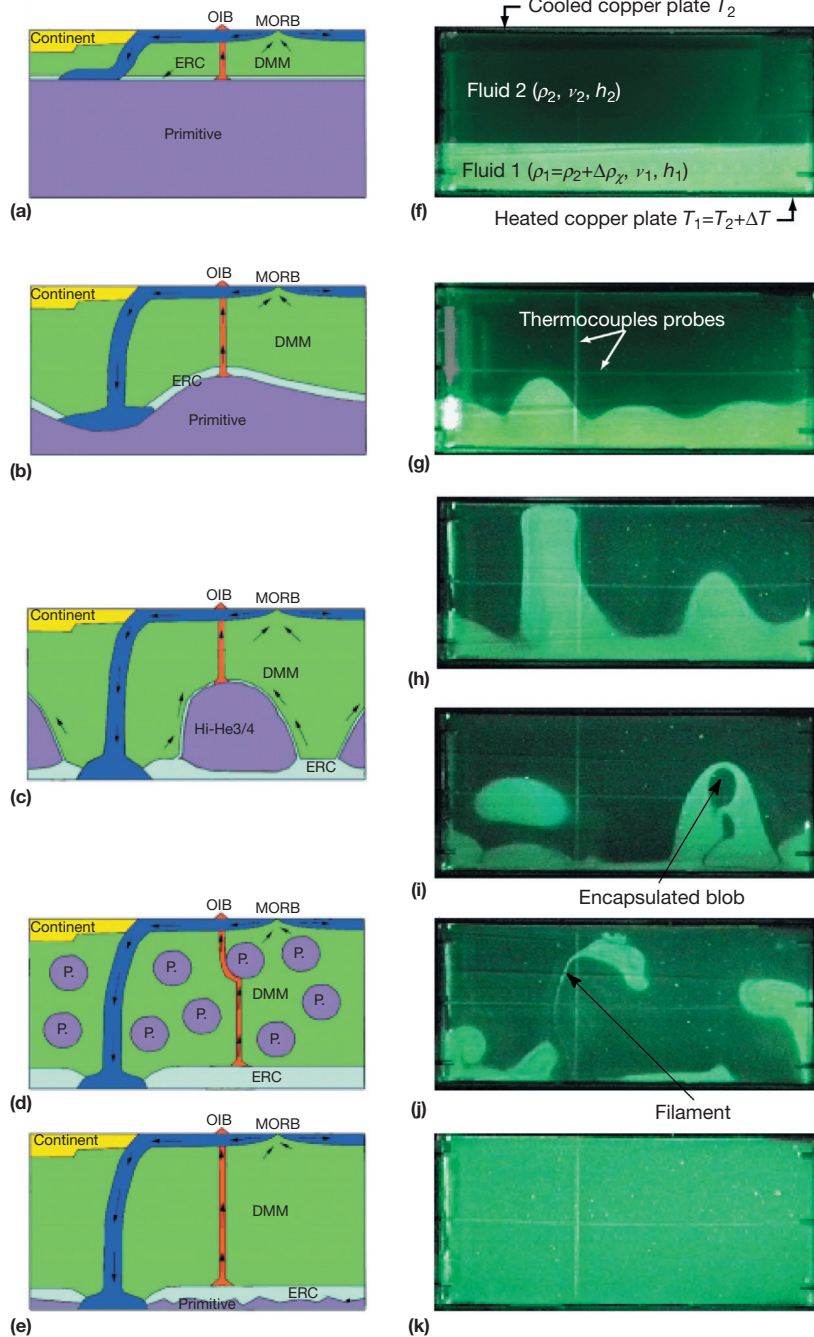 OIB MORB
Continent
ERC DMM
Primitive
(a)
Cooled copper plate T₂
Fluid 2 (ρ₂, ν₂, h₂)
Fluid 1 (ρ₁=ρ₂+Δρᵪ, ν₁, h₁)
(f)
Heated copper plate T₁=T₂+ΔT
OIB MORB
Continent
DMM
ERC
Primitive
(b)
Thermocouples probes
(g)
OIB MORB
Continent
DMM
Hi-He3/4
ERC
(c)
(h)
(i)
Encapsulated blob
OIB MORB
Continent
P. P. P. P.
DMM
P. P. P. P.
ERC
(d)
(j)
Filament
OIB MORB
Continent
DMM
ERC
Primitive
(e)
(k)